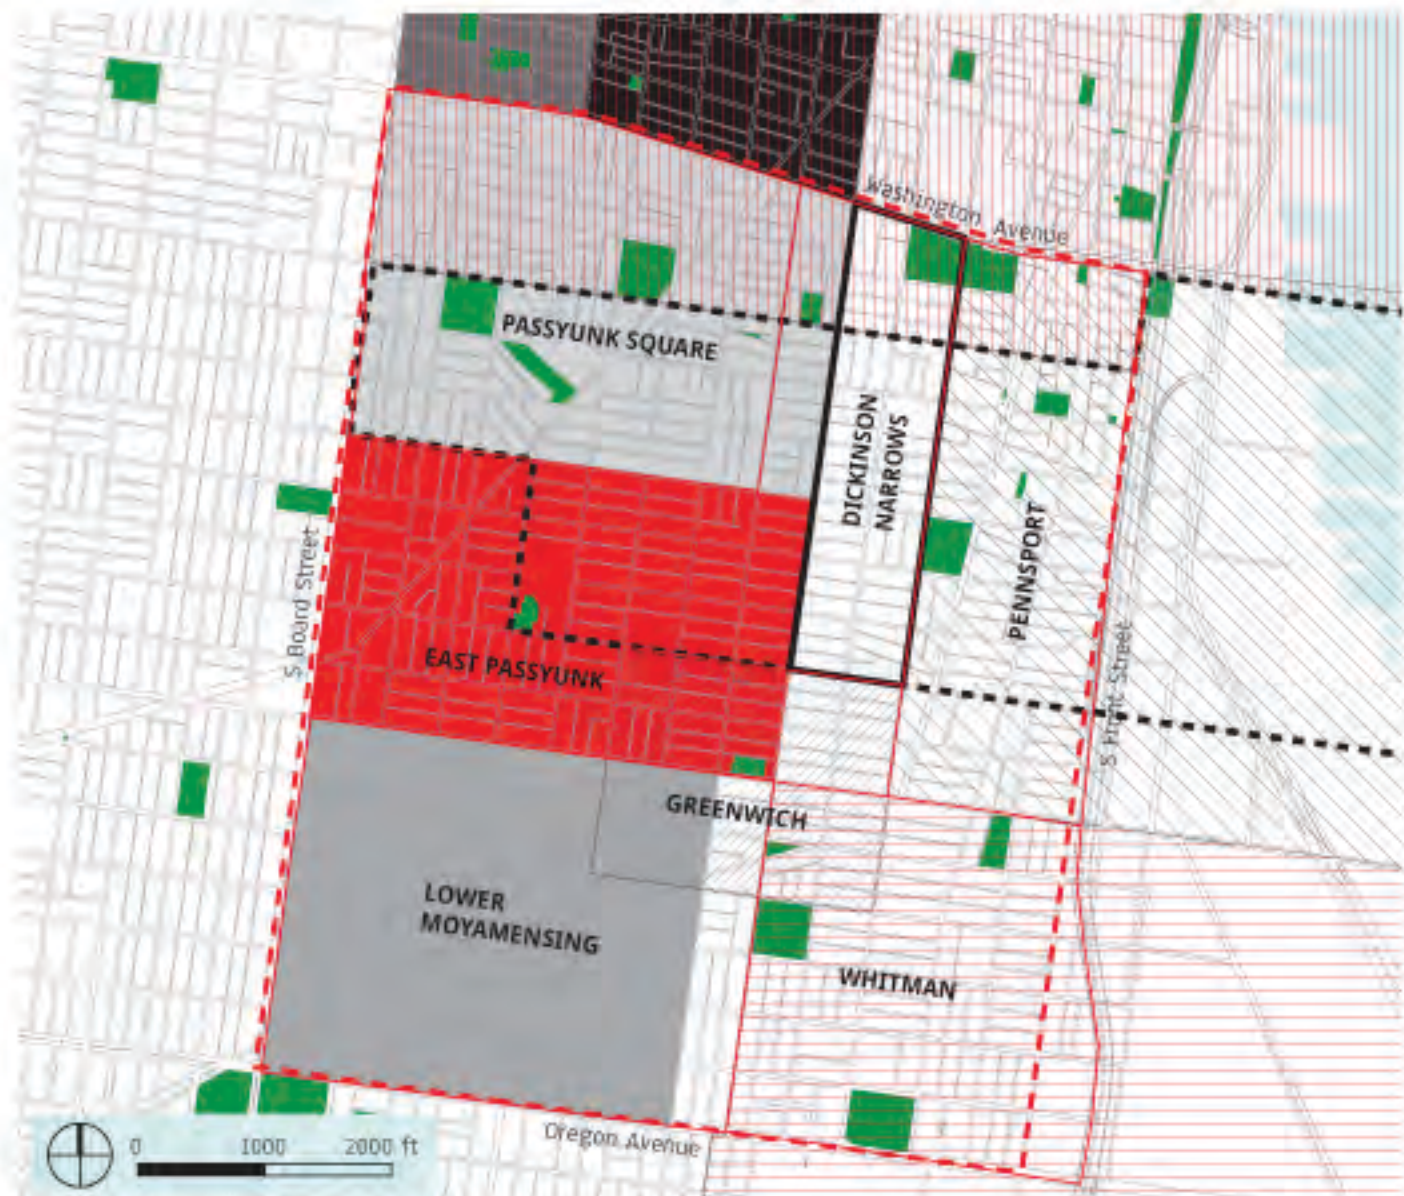 Washington Avenue
PASSYUNK SQUARE
DICKINSON
NARROWS
PENNSPORT
S Board Street
EAST PASSYUNK
S Front Street
GREENWICH
LOWER
MOYAMENSING
WHITMAN
Oregon Avenue
0 1000 2000 ft